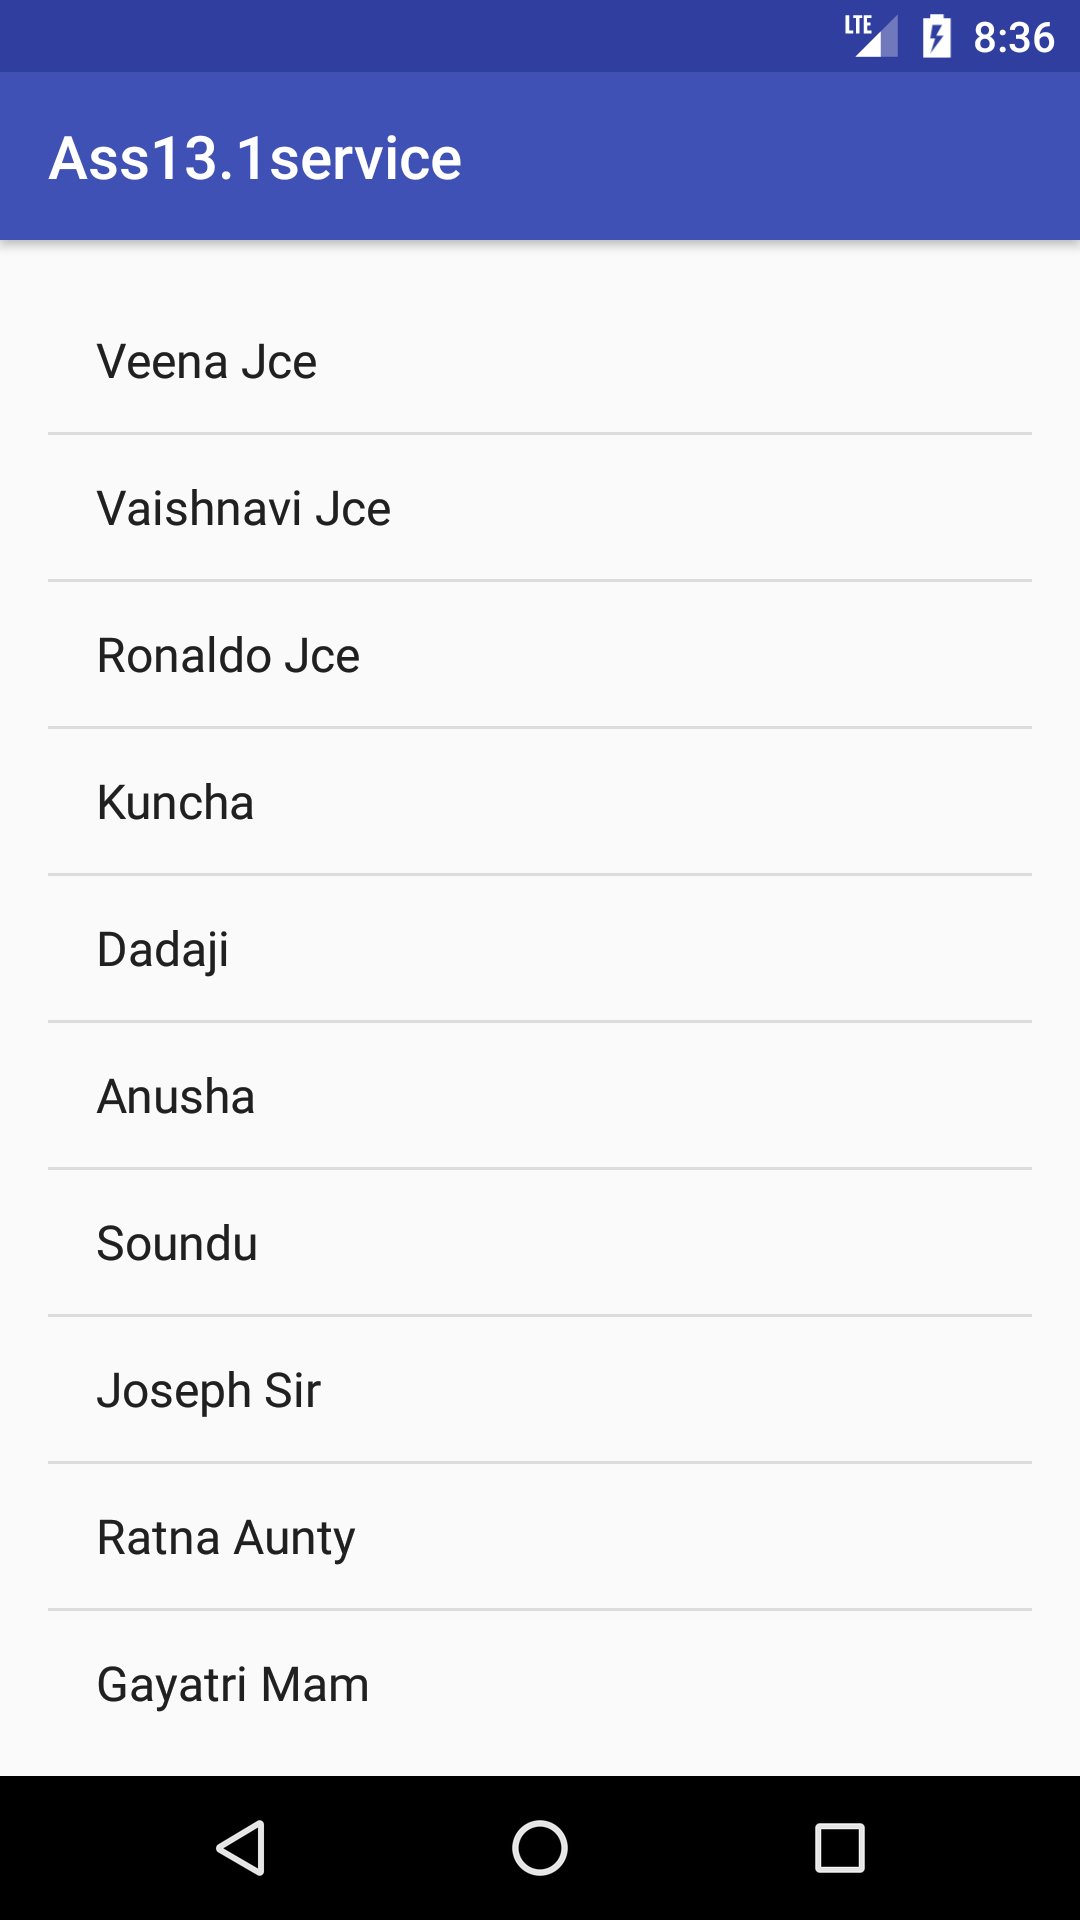 LTE 8:36
Ass13.1service
Veena Jce
Vaishnavi Jce
Ronaldo Jce
Kuncha
Dadaji
Anusha
Soundu
Joseph Sir
Ratna Aunty
Gayatri Mam